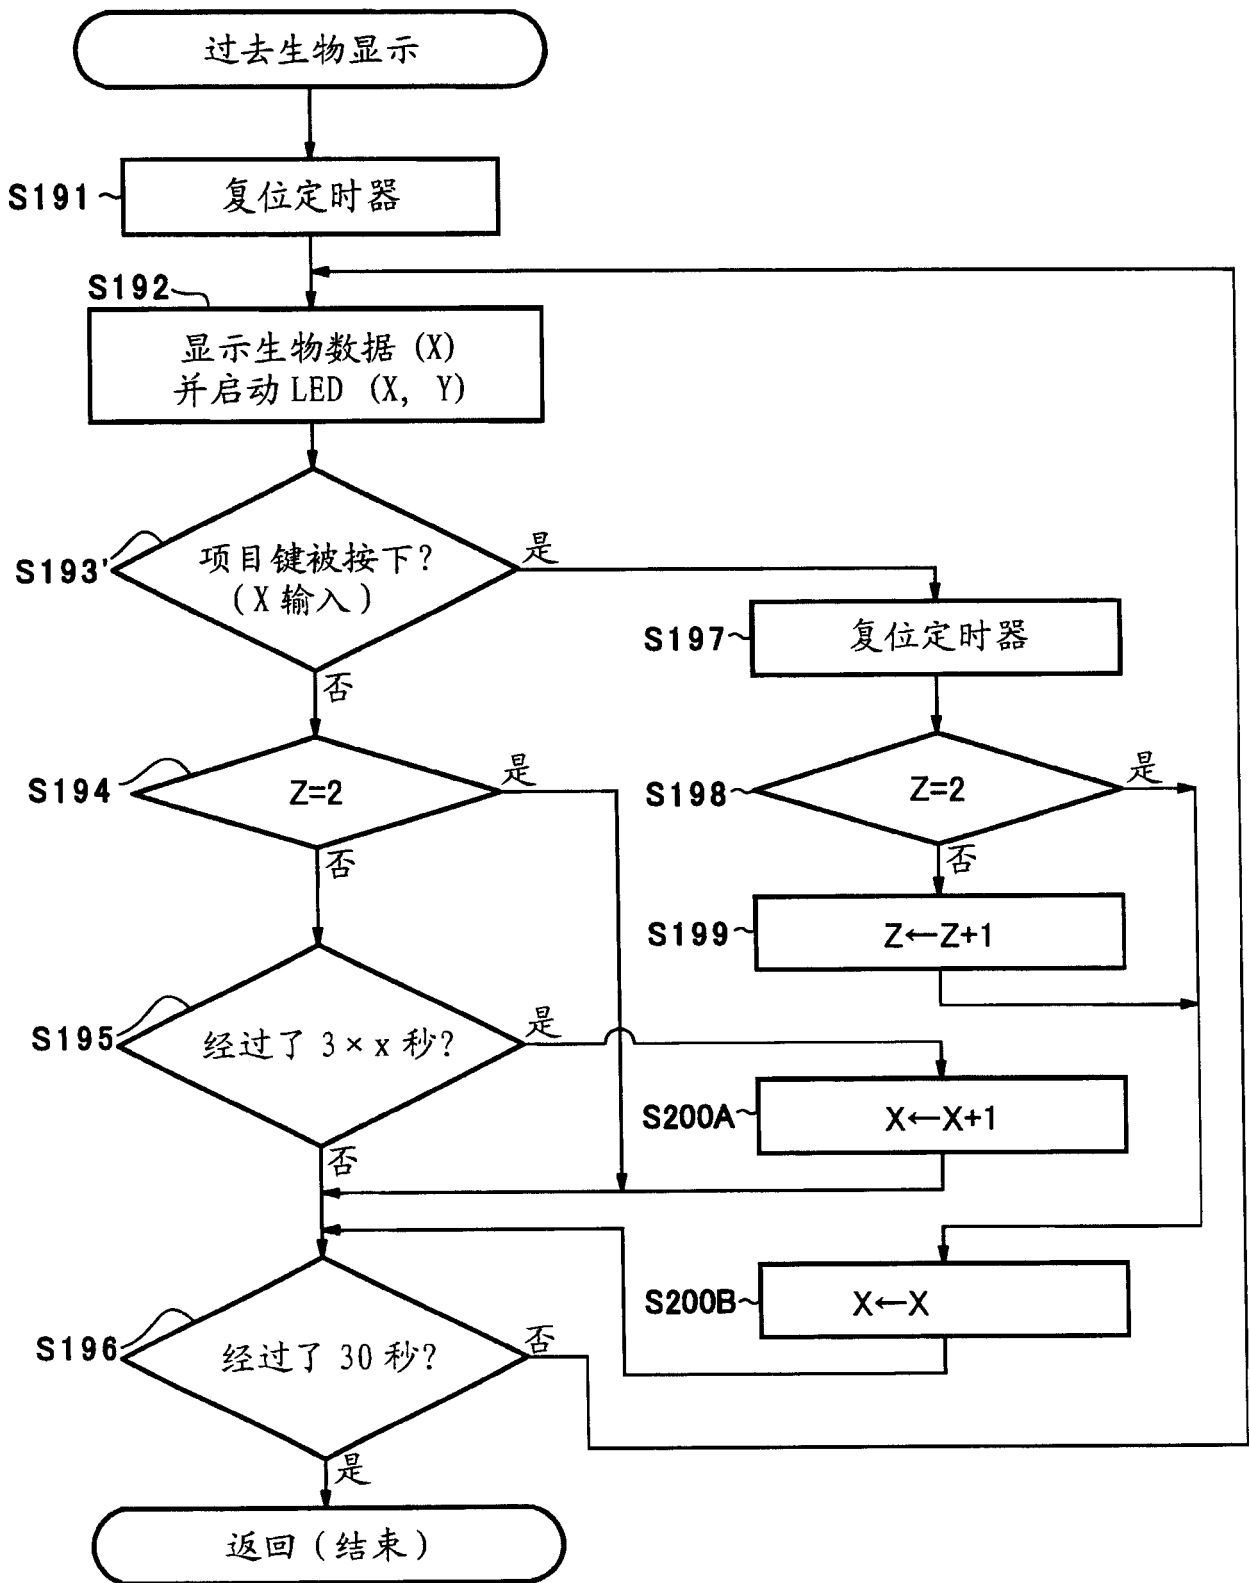 过去生物显示
S191
复位定时器
S192
显示生物数据 (X)
并启动 LED (X, Y)
S193'
项目键被按下？
(X 输入)
是
否
S197
复位定时器
S194
Z=2
是
否
S198
Z=2
是
否
S199
Z←Z+1
S195
经过了 3 × x 秒？
是
否
S200A
X←X+1
S200B
X←X
S196
经过了 30 秒？
否
是
返回 (结束)